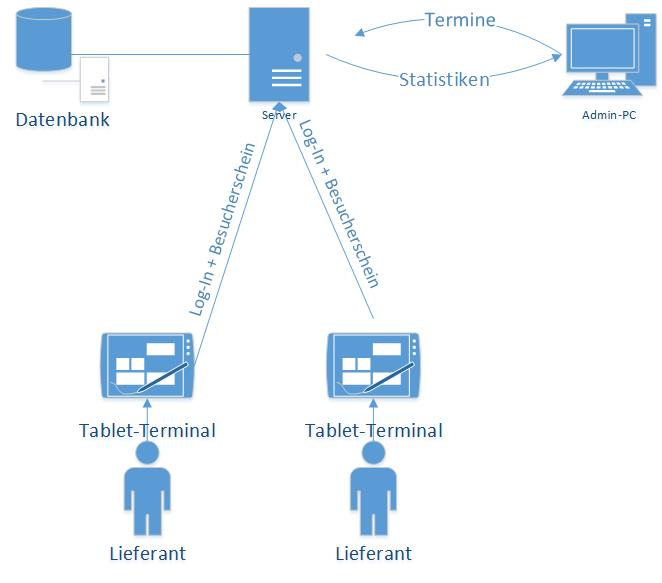 Termine
Statistiken
Datenbank
Server
Admin-PC
Log-In + Besucherschein
Log-In + Besucherschein
Tablet-Terminal
Tablet-Terminal
Lieferant
Lieferant